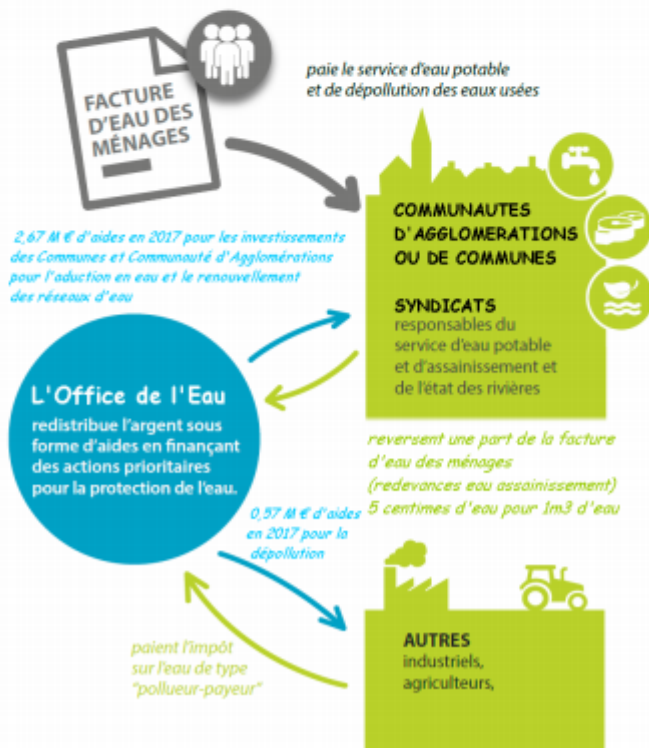 FACTURE
D'EAU DES
MÉNAGES
paie le service d'eau potable
et de dépollution des eaux usées
2,67 M € d'aides en 2017 pour les investissements
des Communes et Communauté d'Agglomérations
pour l'aduction en eau et le renouvellement
des réseaux d'eau
COMMUNAUTES
D'AGGLOMERATIONS
OU DE COMMUNES
SYNDICATS
responsables du
service d'eau potable
et d'assainissement et
de l'état des rivières
L'Office de l'Eau
redistribue l'argent sous
forme d'aides en finançant
des actions prioritaires
pour la protection de l'eau.
reversent une part de la facture
d'eau des ménages
(redevances eau assainissement)
5 centimes d'eau pour 1m3 d'eau
0,57 M € d'aides
en 2017 pour la
dépollution
paient l'impôt
sur l'eau de type
"pollueur-payeur"
AUTRES
industriels,
agriculteurs,